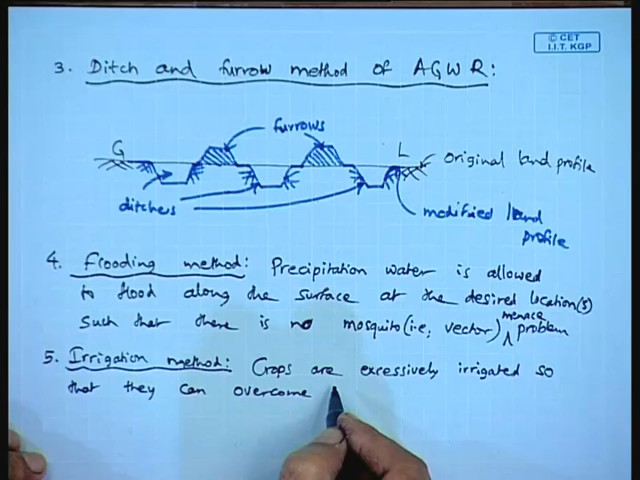 © CET
I.I.T. KGP
3. Ditch and furrow method of AGWR:
furrows
G
L
original land profile
ditches
modified land
profile
4. Flooding method: Precipitation water is allowed
to flood along the surface at the desired location(s)
such that there is no mosquito (i.e., vector) menace problem
5. Irrigation method: Crops are excessively irrigated so
that they can overcome